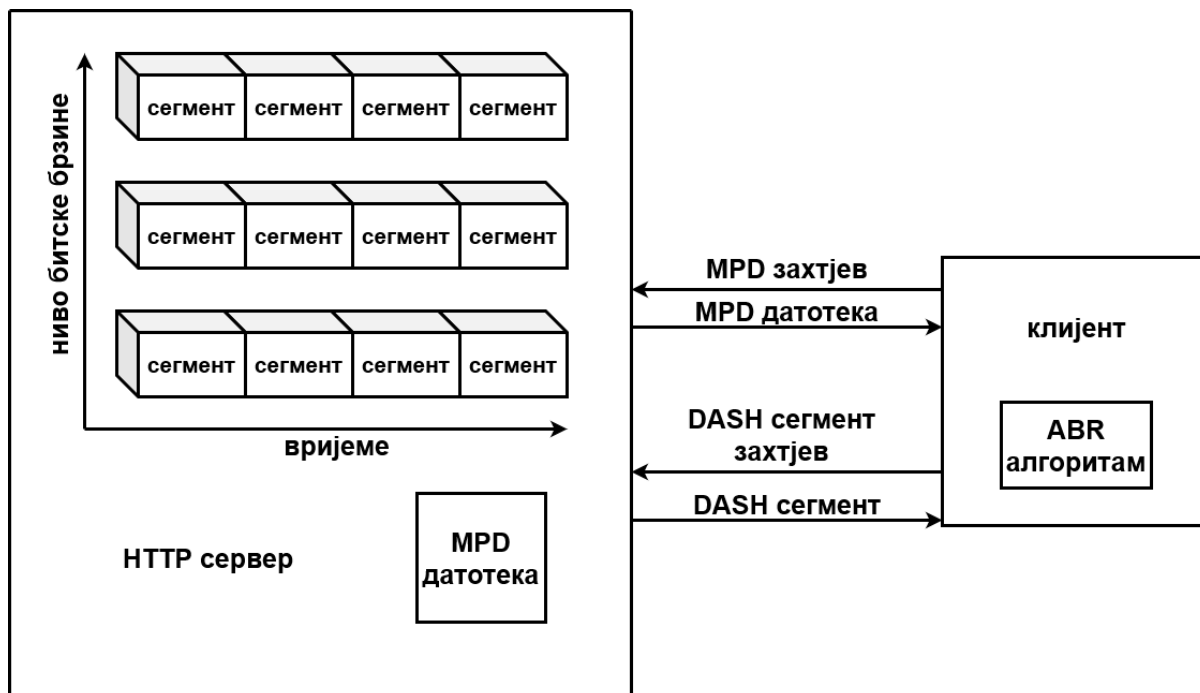 ниво битске брзине
сегмент сегмент сегмент сегмент
сегмент сегмент сегмент сегмент
сегмент сегмент сегмент сегмент
вријеме
HTTP сервер
MPD
датотека
MPD захтјев
MPD датотека
DASH сегмент
захтјев
DASH сегмент
клијент
ABR
алгоритам